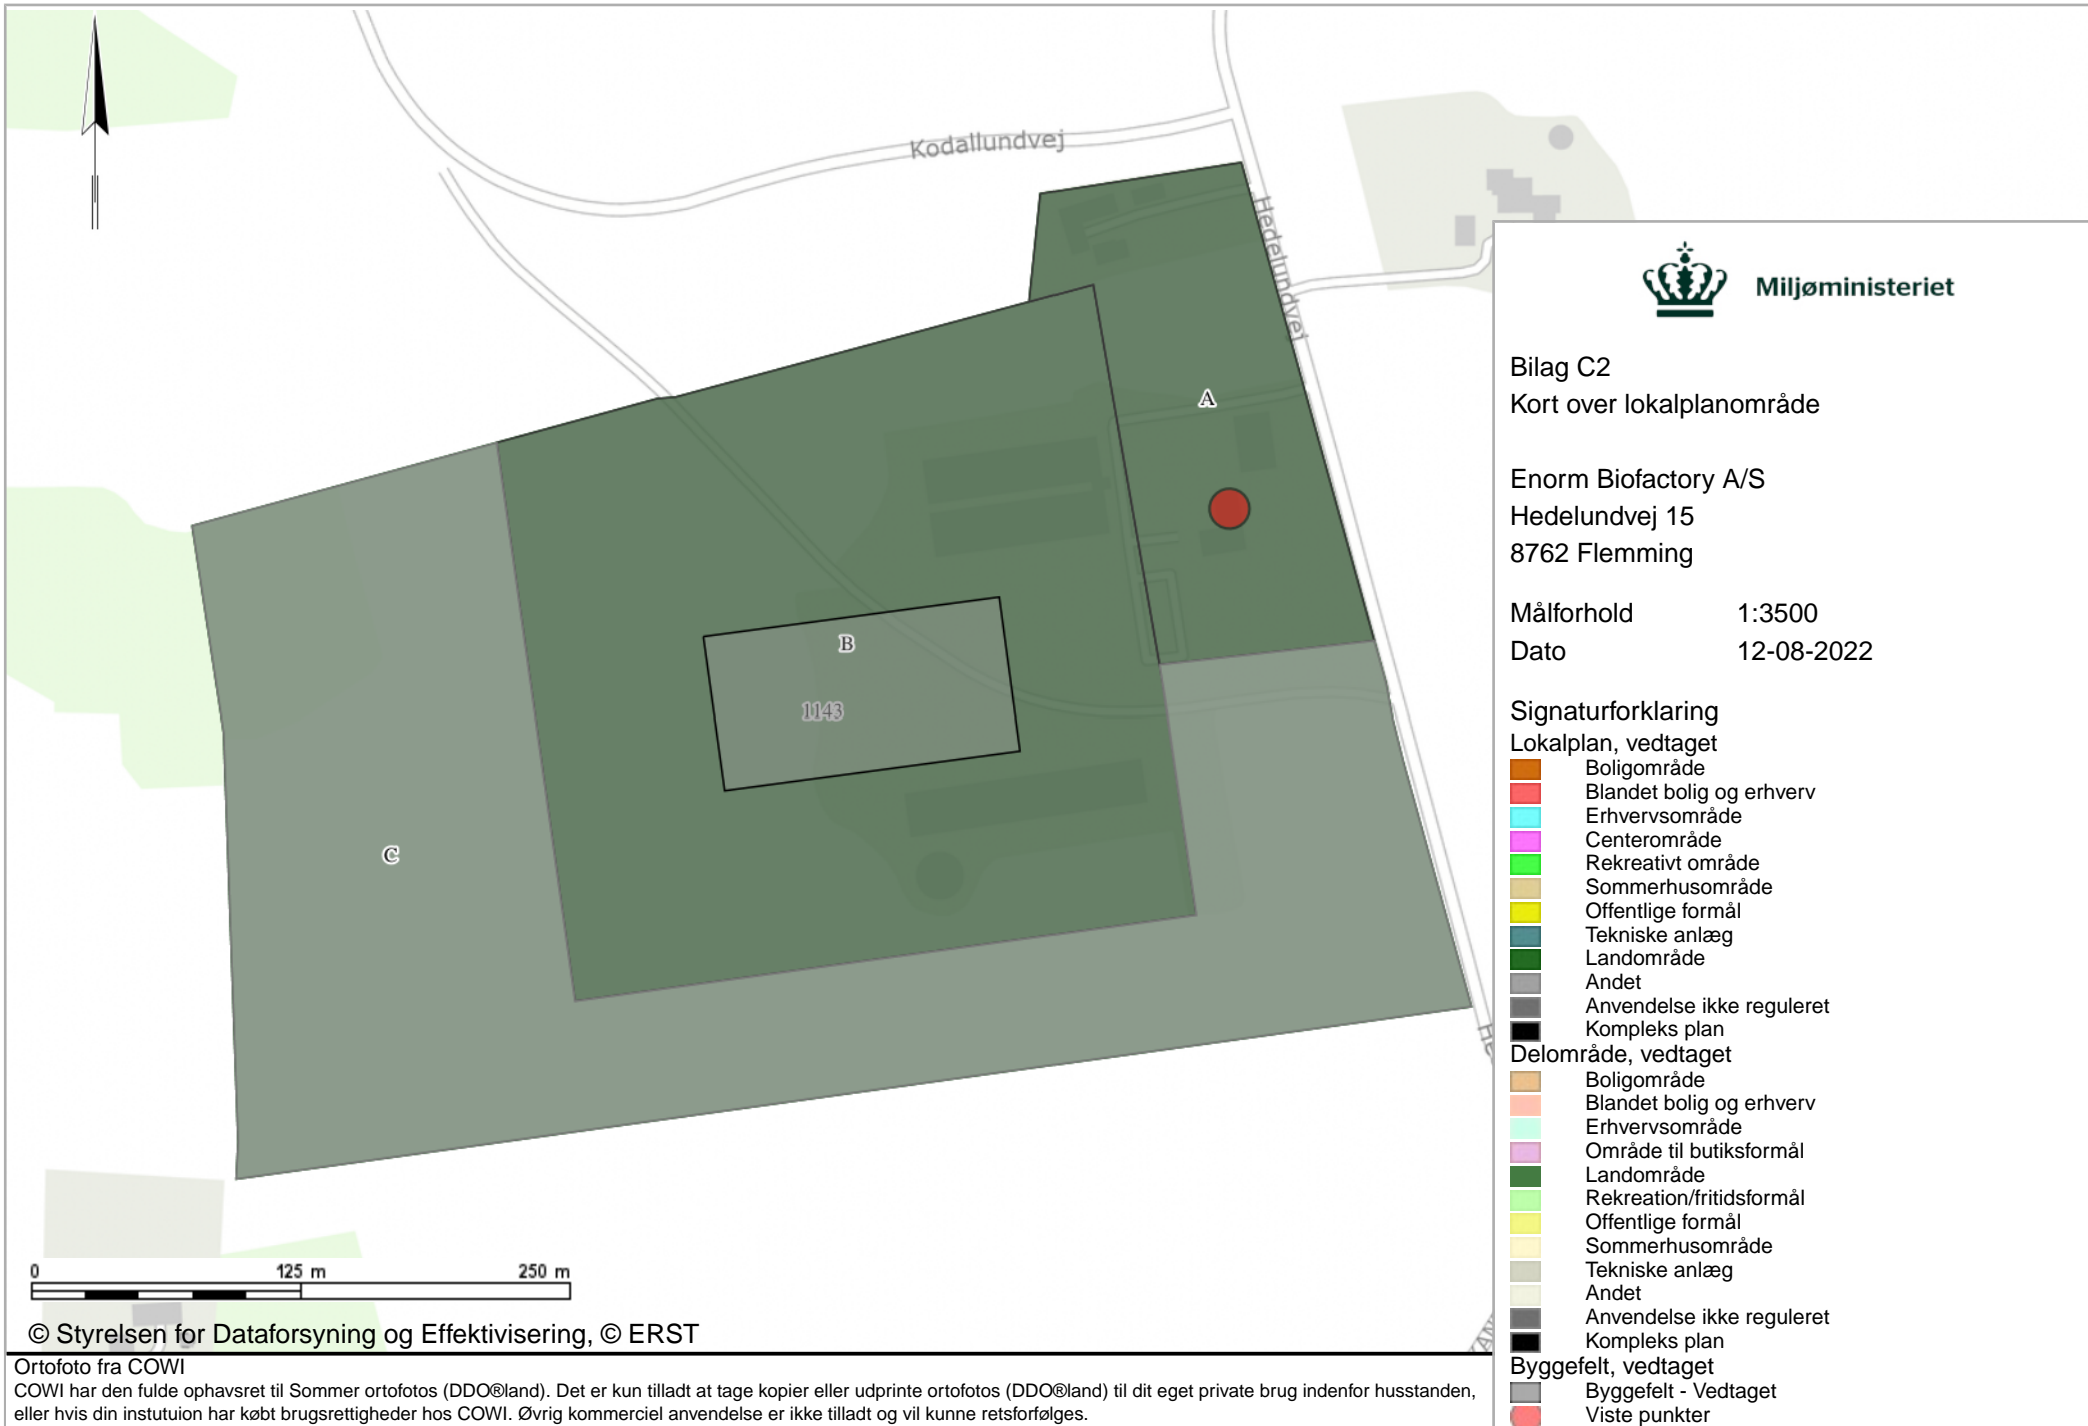 Kodallundvej
Hedelundvej
A
B
1143
C
0 125 m 250 m
© Styrelsen for Dataforsyning og Effektivisering, © ERST
Ortofoto fra COWI
COWI har den fulde ophavsret til Sommer ortofotos (DDO®land). Det er kun tilladt at tage kopier eller udprinte ortofotos (DDO®land) til dit eget private brug indenfor husstanden,
eller hvis din instutuion har købt brugsrettigheder hos COWI. Øvrig kommerciel anvendelse er ikke tilladt og vil kunne retsforfølges.
Miljøministeriet
Bilag C2
Kort over lokalplanområde
Enorm Biofactory A/S
Hedelundvej 15
8762 Flemming
Målforhold 1:3500
Dato 12-08-2022
Signaturforklaring
Lokalplan, vedtaget
Boligområde
Blandet bolig og erhverv
Erhvervsområde
Centerområde
Rekreativt område
Sommerhusområde
Offentlige formål
Tekniske anlæg
Landområde
Andet
Anvendelse ikke reguleret
Kompleks plan
Delområde, vedtaget
Boligområde
Blandet bolig og erhverv
Erhvervsområde
Område til butiksformål
Landområde
Rekreation/fritidsformål
Offentlige formål
Sommerhusområde
Tekniske anlæg
Andet
Anvendelse ikke reguleret
Kompleks plan
Byggefelt, vedtaget
Byggefelt - Vedtaget
Viste punkter